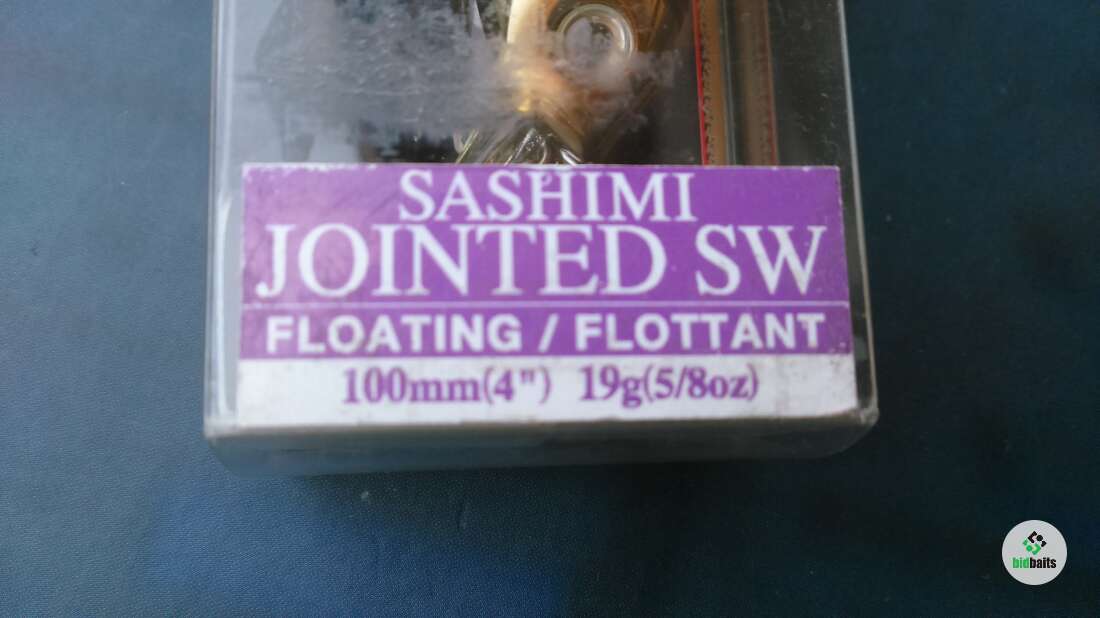 SASHIMI
JOINTED SW
FLOATING / FLOTTANT
100mm(4") 19g(5/8oz)
bidbaits